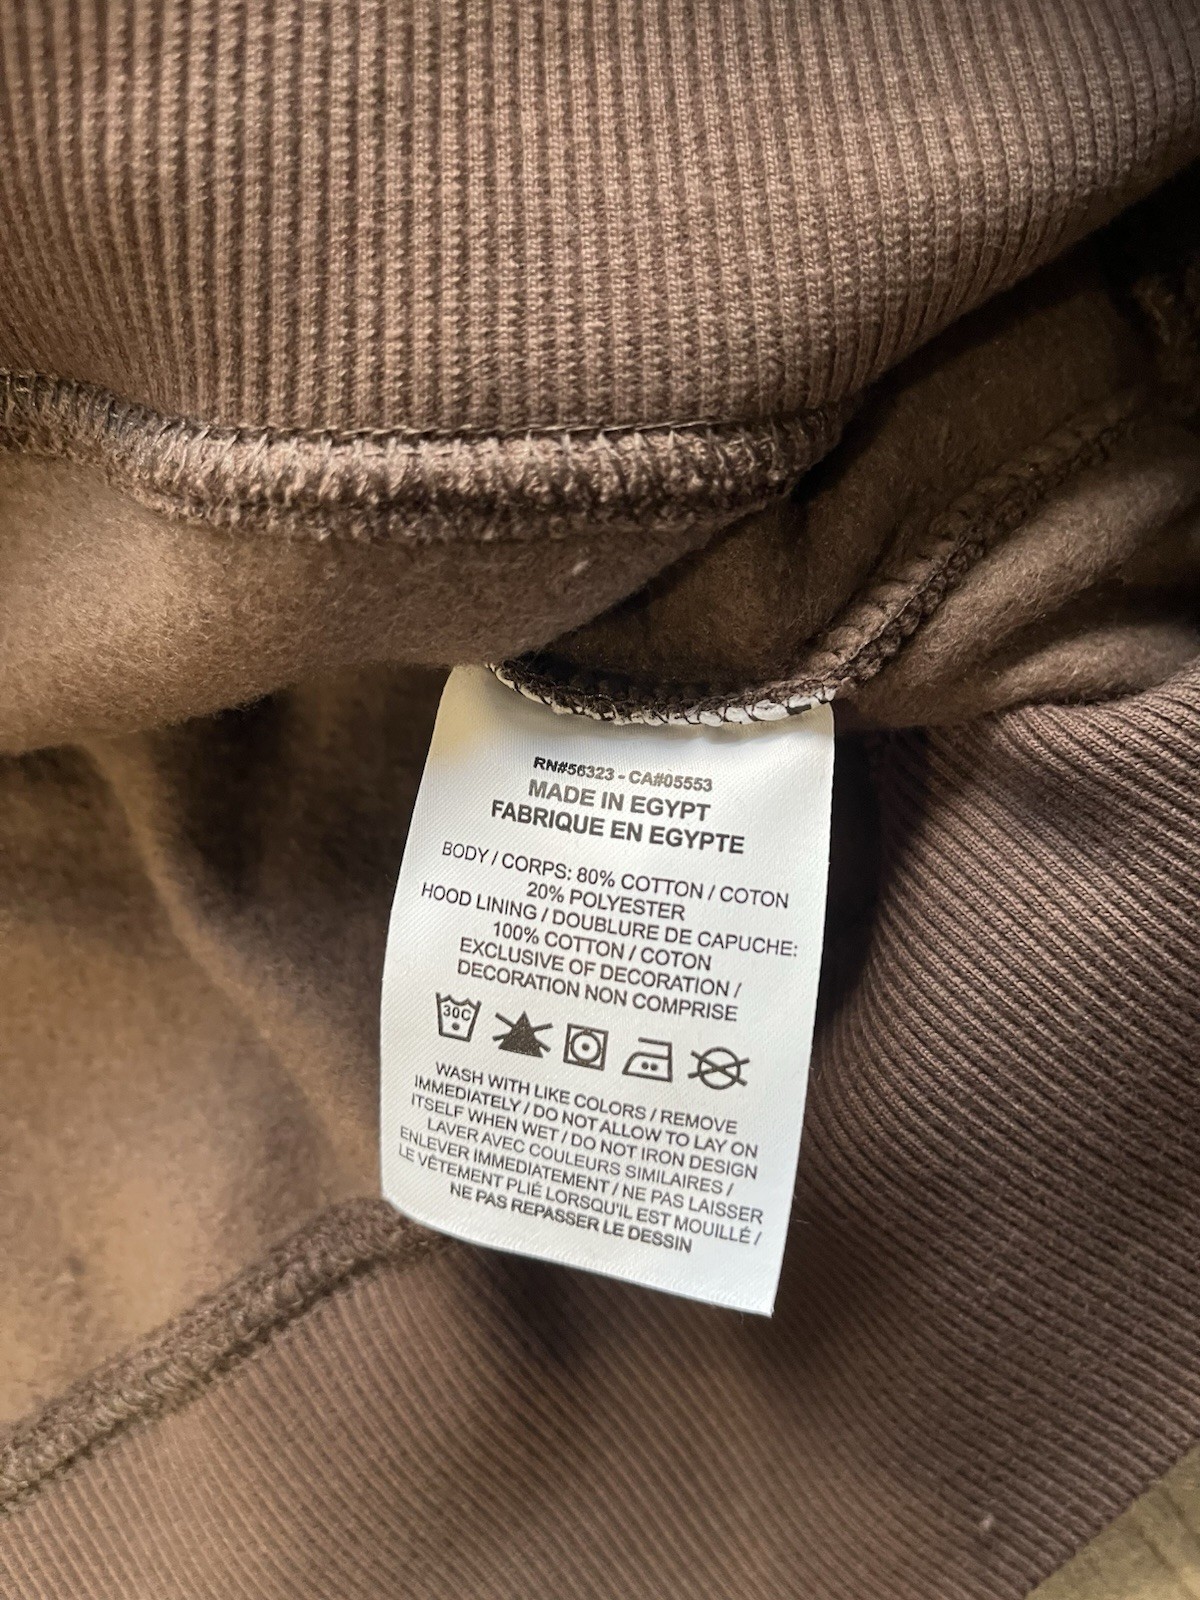 RN#56323 - CA#05553
MADE IN EGYPT
FABRIQUE EN EGYPTE
BODY / CORPS: 80% COTTON / COTON
20% POLYESTER
HOOD LINING / DOUBLURE DE CAPUCHE:
100% COTTON / COTON
EXCLUSIVE OF DECORATION /
DECORATION NON COMPRISE
30C
WASH WITH LIKE COLORS / REMOVE
IMMEDIATELY / DO NOT ALLOW TO LAY ON
ITSELF WHEN WET / DO NOT IRON DESIGN
LAVER AVEC COULEURS SIMILAIRES /
ENLEVER IMMEDIATEMENT / NE PAS LAISSER
LE VÊTEMENT PLIÉ LORSQU'IL EST MOUILLÉ /
NE PAS REPASSER LE DESSIN